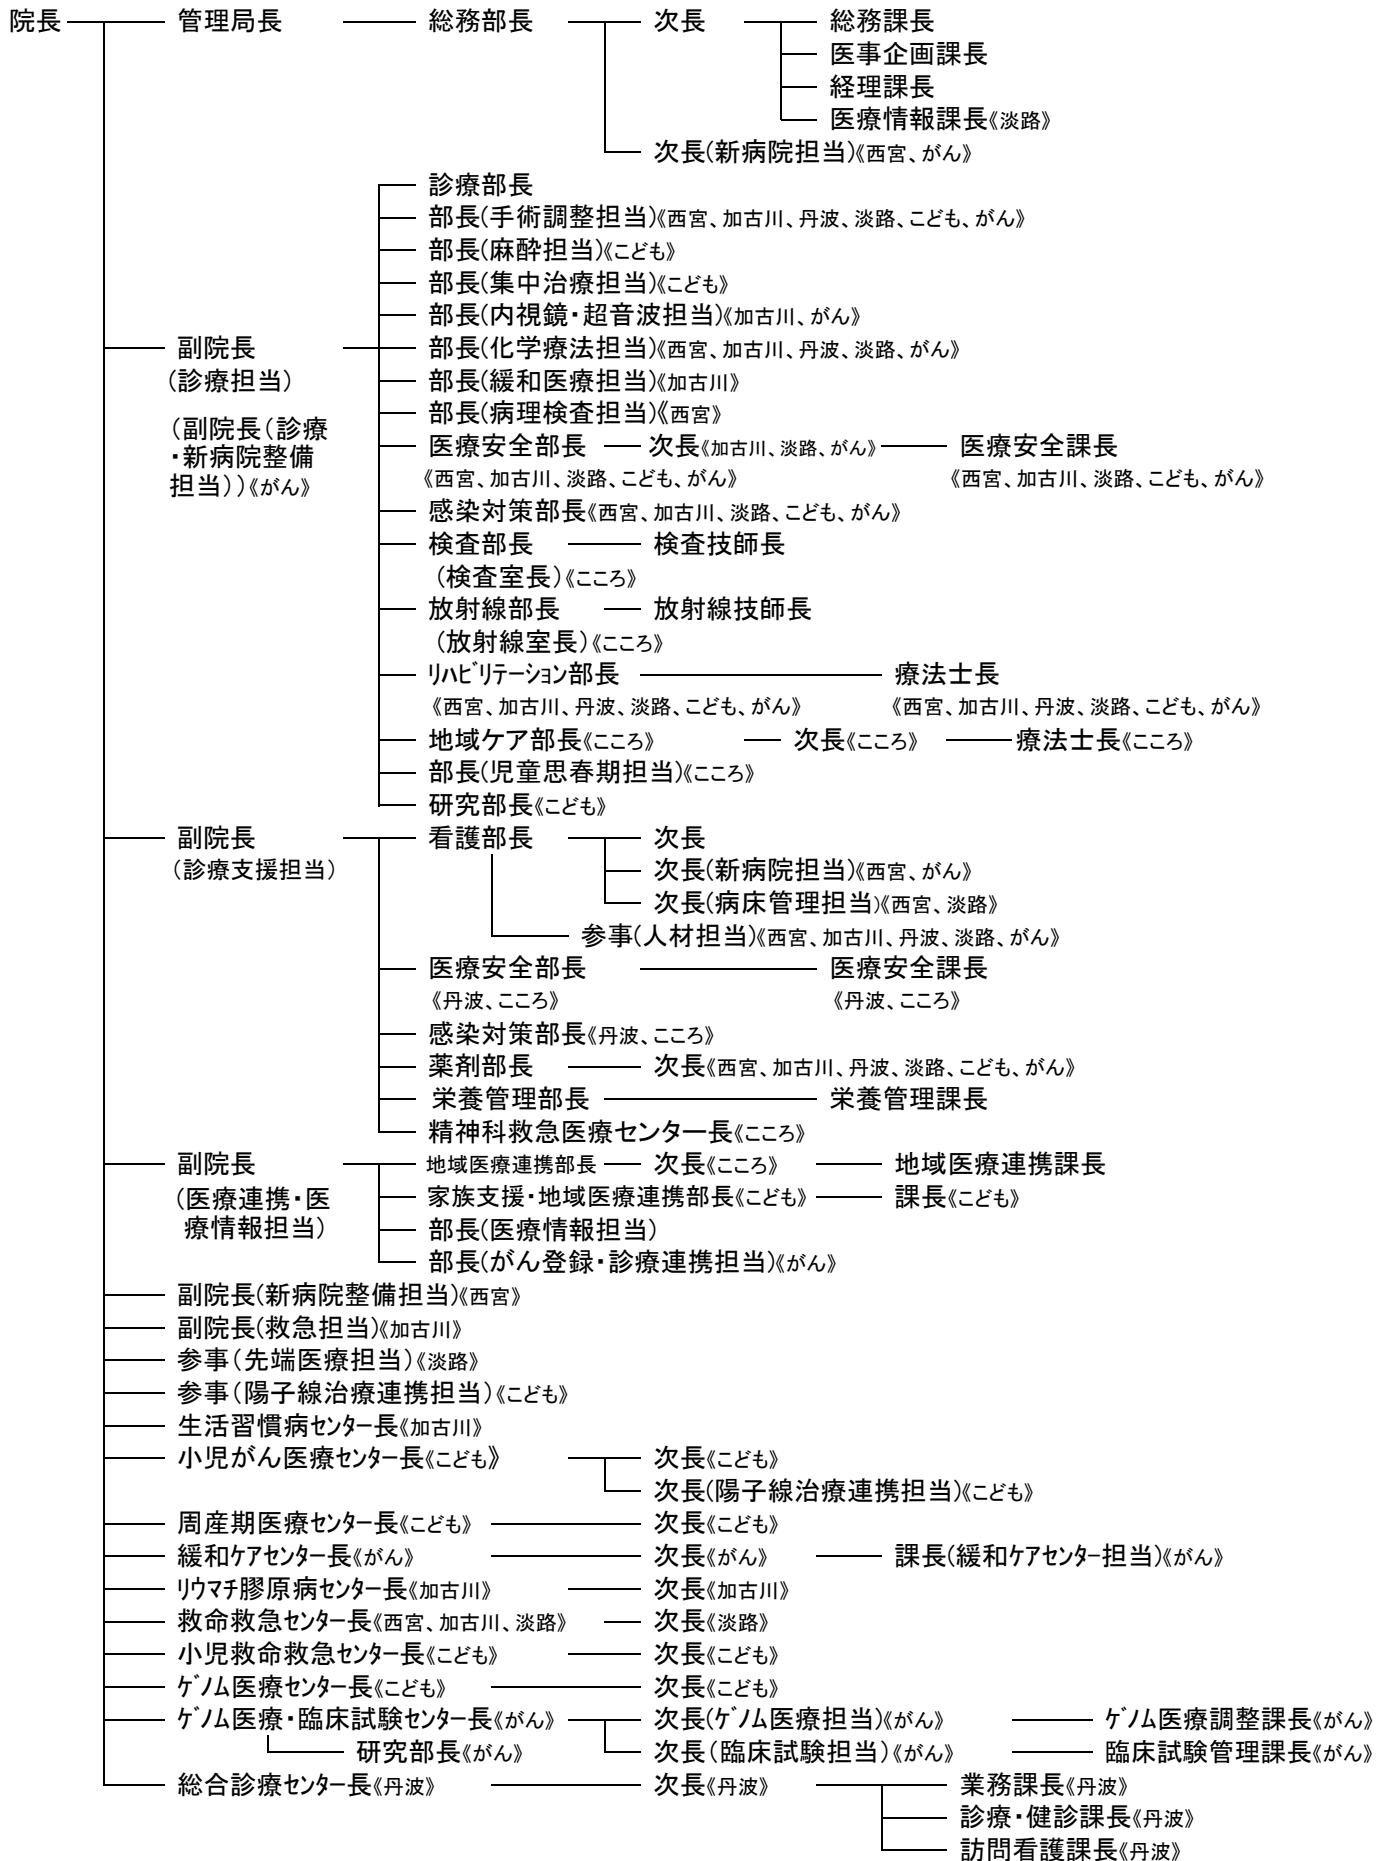 院長 管理局長 総務部長 次長 総務課長
医事企画課長
経理課長
医療情報課長《淡路》
次長(新病院担当)《西宮、がん》
診療部長
部長(手術調整担当)《西宮、加古川、丹波、淡路、こども、がん》
部長(麻酔担当)《こども》
部長(集中治療担当)《こども》
部長(内視鏡・超音波担当)《加古川、がん》
副院長 部長(化学療法担当)《西宮、加古川、丹波、淡路、がん》
(診療担当) 部長(緩和医療担当)《加古川》
部長(病理検査担当)《西宮》
(副院長(診療
・新病院整備
担当))《がん》
医療安全部長 次長《加古川、淡路、がん》 医療安全課長
《西宮、加古川、淡路、こども、がん》 《西宮、加古川、淡路、こども、がん》
感染対策部長《西宮、加古川、淡路、こども、がん》
検査部長 検査技師長
(検査室長)《こころ》
放射線部長 放射線技師長
(放射線室長)《こころ》
ﾘﾊﾋﾞﾘﾃｰｼｮﾝ部長 療法士長
《西宮、加古川、丹波、淡路、こども、がん》 《西宮、加古川、丹波、淡路、こども、がん》
地域ケア部長《こころ》 次長《こころ》 療法士長《こころ》
部長(児童思春期担当)《こころ》
研究部長《こども》
副院長 看護部長 次長
(診療支援担当) 次長(新病院担当)《西宮、がん》
次長(病床管理担当)《西宮、淡路》
参事(人材担当)《西宮、加古川、丹波、淡路、がん》
医療安全部長 医療安全課長
《丹波、こころ》 《丹波、こころ》
感染対策部長《丹波、こころ》
薬剤部長 次長《西宮、加古川、丹波、淡路、こども、がん》
栄養管理部長 栄養管理課長
精神科救急医療センター長《こころ》
副院長 地域医療連携部長 次長《こころ》 地域医療連携課長
(医療連携・医 家族支援・地域医療連携部長《こども》 課長《こども》
療情報担当) 部長(医療情報担当)
部長(がん登録・診療連携担当)《がん》
副院長(新病院整備担当)《西宮》
副院長(救急担当)《加古川》
参事(先端医療担当)《淡路》
参事(陽子線治療連携担当)《こども》
生活習慣病ｾﾝﾀｰ長《加古川》
小児がん医療ｾﾝﾀｰ長《こども》 次長《こども》
次長(陽子線治療連携担当)《こども》
周産期医療ｾﾝﾀｰ長《こども》 次長《こども》
緩和ｹｱｾﾝﾀｰ長《がん》 次長《がん》 課長(緩和ｹｱｾﾝﾀｰ担当)《がん》
ﾘｳﾏﾁ膠原病ｾﾝﾀｰ長《加古川》 次長《加古川》
救命救急ｾﾝﾀｰ長《西宮、加古川、淡路》 次長《淡路》
小児救命救急ｾﾝﾀｰ長《こども》 次長《こども》
ｹﾞﾉﾑ医療ｾﾝﾀｰ長《こども》 次長《こども》
ｹﾞﾉﾑ医療・臨床試験ｾﾝﾀｰ長《がん》 次長(ｹﾞﾉﾑ医療担当)《がん》 ｹﾞﾉﾑ医療調整課長《がん》
研究部長《がん》 次長(臨床試験担当)《がん》 臨床試験管理課長《がん》
総合診療ｾﾝﾀｰ長《丹波》 次長《丹波》 業務課長《丹波》
診療・健診課長《丹波》
訪問看護課長《丹波》